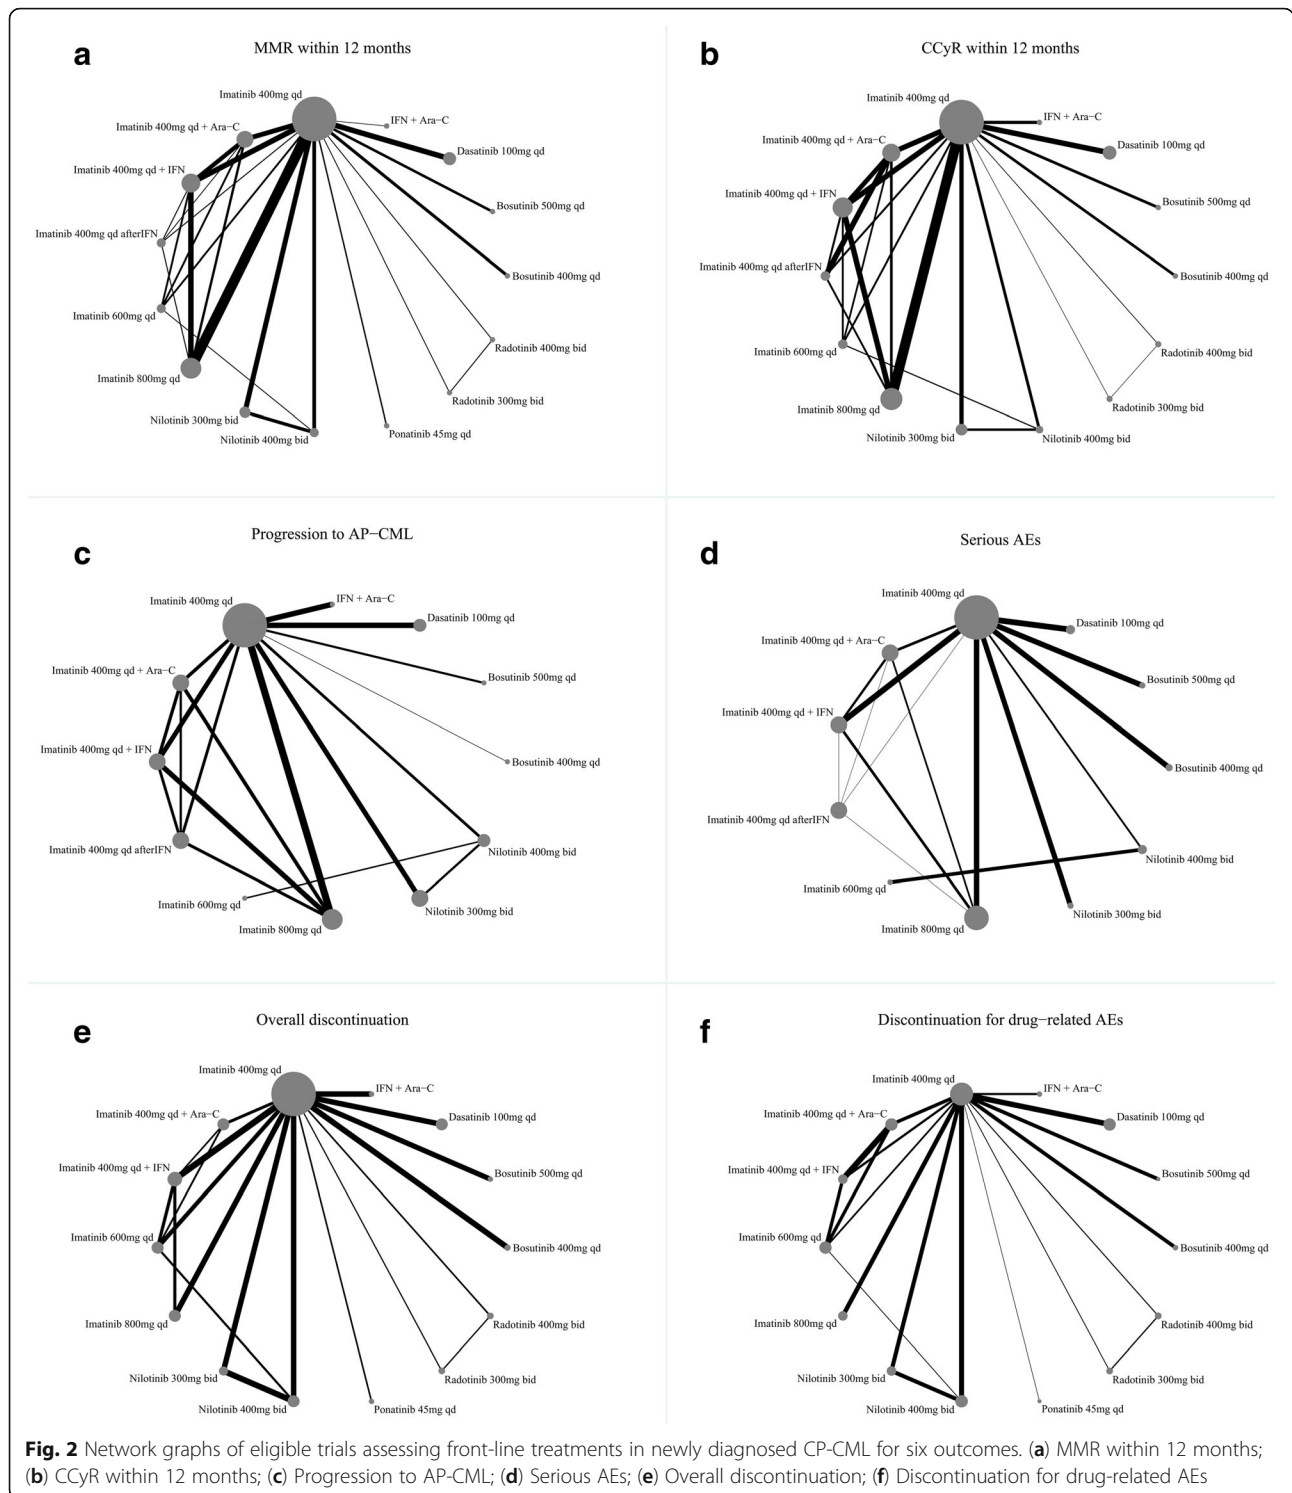 a
MMR within 12 months
Imatinib 400mg qd
IFN + Ara−C
Imatinib 400mg qd + Ara−C
Dasatinib 100mg qd
Imatinib 400mg qd + IFN
Bosutinib 500mg qd
Imatinib 400mg qd afterIFN
Bosutinib 400mg qd
Imatinib 600mg qd
Radotinib 400mg bid
Imatinib 800mg qd
Radotinib 300mg bid
Nilotinib 300mg bid
Nilotinib 400mg bid
Ponatinib 45mg qd
b
CCyR within 12 months
Imatinib 400mg qd
IFN + Ara−C
Imatinib 400mg qd + Ara−C
Dasatinib 100mg qd
Imatinib 400mg qd + IFN
Bosutinib 500mg qd
Imatinib 400mg qd afterIFN
Bosutinib 400mg qd
Imatinib 600mg qd
Radotinib 400mg bid
Imatinib 800mg qd
Radotinib 300mg bid
Nilotinib 300mg bid
Nilotinib 400mg bid
c
Progression to AP−CML
Imatinib 400mg qd
IFN + Ara−C
Dasatinib 100mg qd
Imatinib 400mg qd + Ara−C
Bosutinib 500mg qd
Imatinib 400mg qd + IFN
Bosutinib 400mg qd
Imatinib 400mg qd afterIFN
Nilotinib 400mg bid
Imatinib 600mg qd
Nilotinib 300mg bid
Imatinib 800mg qd
d
Serious AEs
Imatinib 400mg qd
Dasatinib 100mg qd
Imatinib 400mg qd + Ara−C
Bosutinib 500mg qd
Imatinib 400mg qd + IFN
Bosutinib 400mg qd
Imatinib 400mg qd afterIFN
Nilotinib 400mg bid
Imatinib 600mg qd
Nilotinib 300mg bid
Imatinib 800mg qd
e
Overall discontinuation
Imatinib 400mg qd
IFN + Ara−C
Imatinib 400mg qd + Ara−C
Dasatinib 100mg qd
Imatinib 400mg qd + IFN
Bosutinib 500mg qd
Imatinib 600mg qd
Bosutinib 400mg qd
Imatinib 800mg qd
Radotinib 400mg bid
Nilotinib 300mg bid
Radotinib 300mg bid
Nilotinib 400mg bid
Ponatinib 45mg qd
f
Discontinuation for drug−related AEs
Imatinib 400mg qd
IFN + Ara−C
Imatinib 400mg qd + Ara−C
Dasatinib 100mg qd
Imatinib 400mg qd + IFN
Bosutinib 500mg qd
Imatinib 600mg qd
Bosutinib 400mg qd
Imatinib 800mg qd
Radotinib 400mg bid
Nilotinib 300mg bid
Radotinib 300mg bid
Nilotinib 400mg bid
Ponatinib 45mg qd
Fig. 2 Network graphs of eligible trials assessing front-line treatments in newly diagnosed CP-CML for six outcomes. (a) MMR within 12 months;
(b) CCyR within 12 months; (c) Progression to AP-CML; (d) Serious AEs; (e) Overall discontinuation; (f) Discontinuation for drug-related AEs